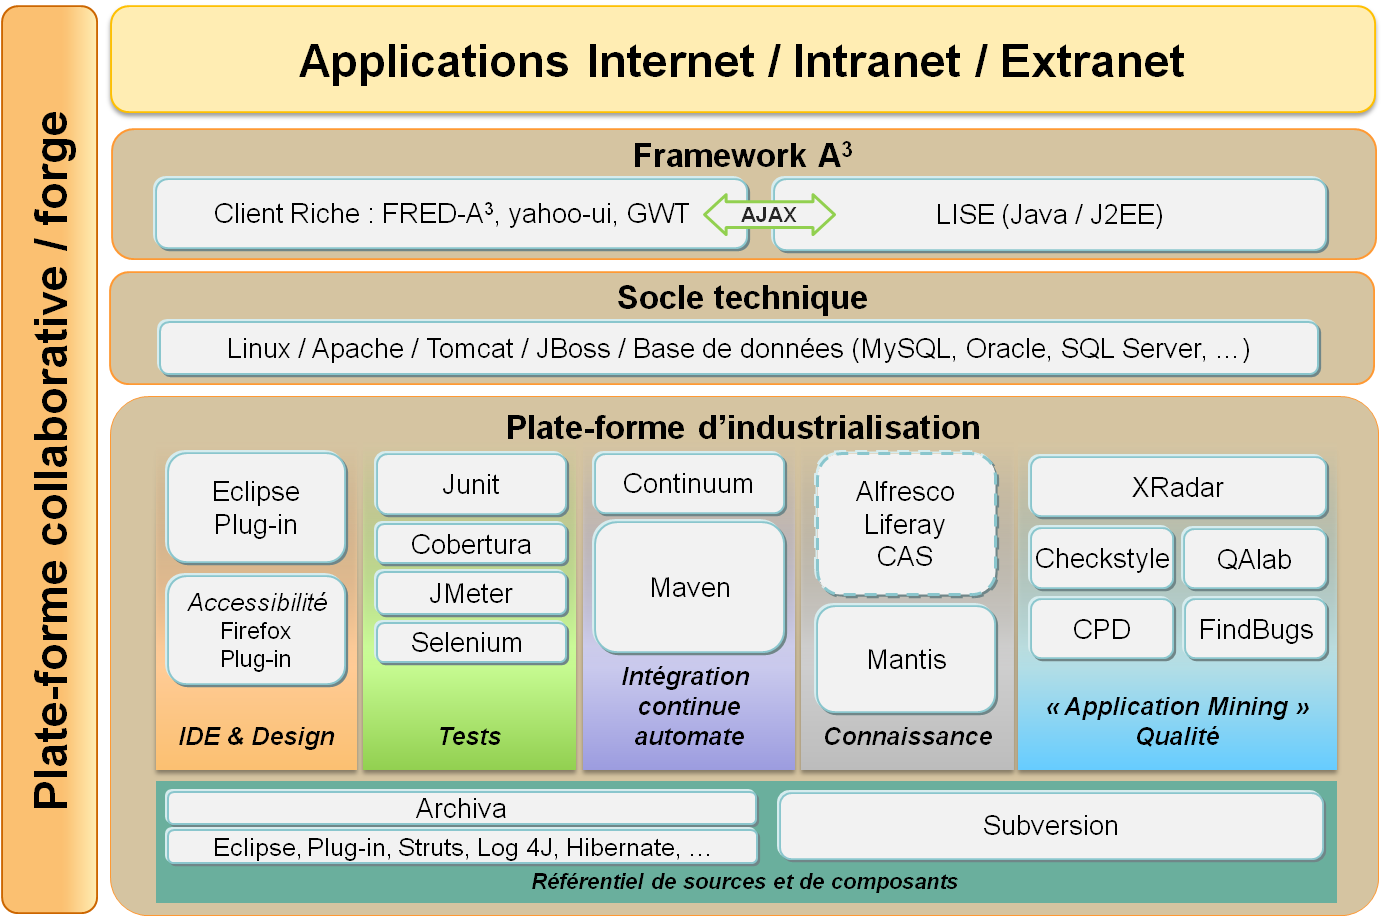 Plate-forme collaborative / forge
Applications Internet / Intranet / Extranet
Framework A³
Client Riche : FRED-A³, yahoo-ui, GWT
AJAX
LISE (Java / J2EE)
Socle technique
Linux / Apache / Tomcat / JBoss / Base de données (MySQL, Oracle, SQL Server, …)
Plate-forme d’industrialisation
Eclipse
Plug-in
Accessibilité
Firefox
Plug-in
IDE & Design
Junit
Cobertura
JMeter
Selenium
Tests
Continuum
Maven
Intégration
continue
automate
Alfresco
Liferay
CAS
Mantis
Connaissance
XRadar
Checkstyle
QAlab
CPD
FindBugs
« Application Mining »
Qualité
Archiva
Eclipse, Plug-in, Struts, Log 4J, Hibernate, …
Subversion
Référentiel de sources et de composants